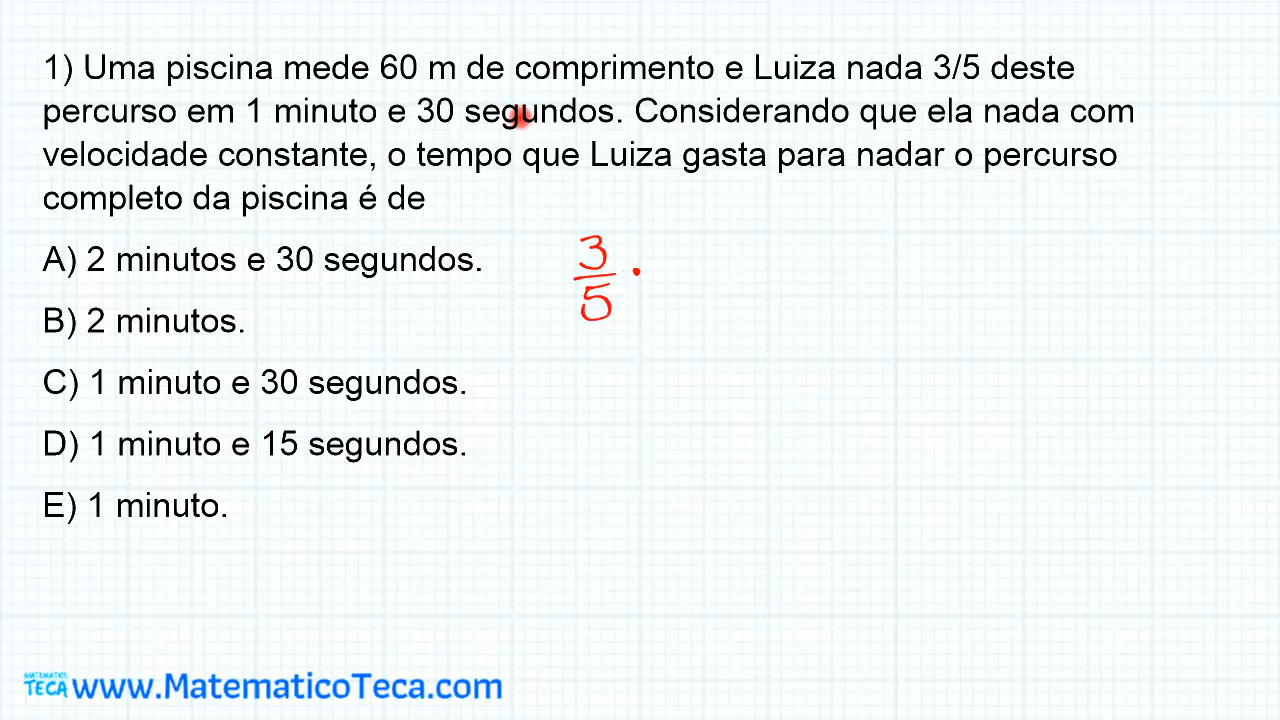 1) Uma piscina mede 60 m de comprimento e Luiza nada 3/5 deste
percurso em 1 minuto e 30 segundos. Considerando que ela nada com
velocidade constante, o tempo que Luiza gasta para nadar o percurso
completo da piscina é de
A) 2 minutos e 30 segundos.
3/5 ·
B) 2 minutos.
C) 1 minuto e 30 segundos.
D) 1 minuto e 15 segundos.
E) 1 minuto.
MATEMATICO
TECA www.MatematicoTeca.com